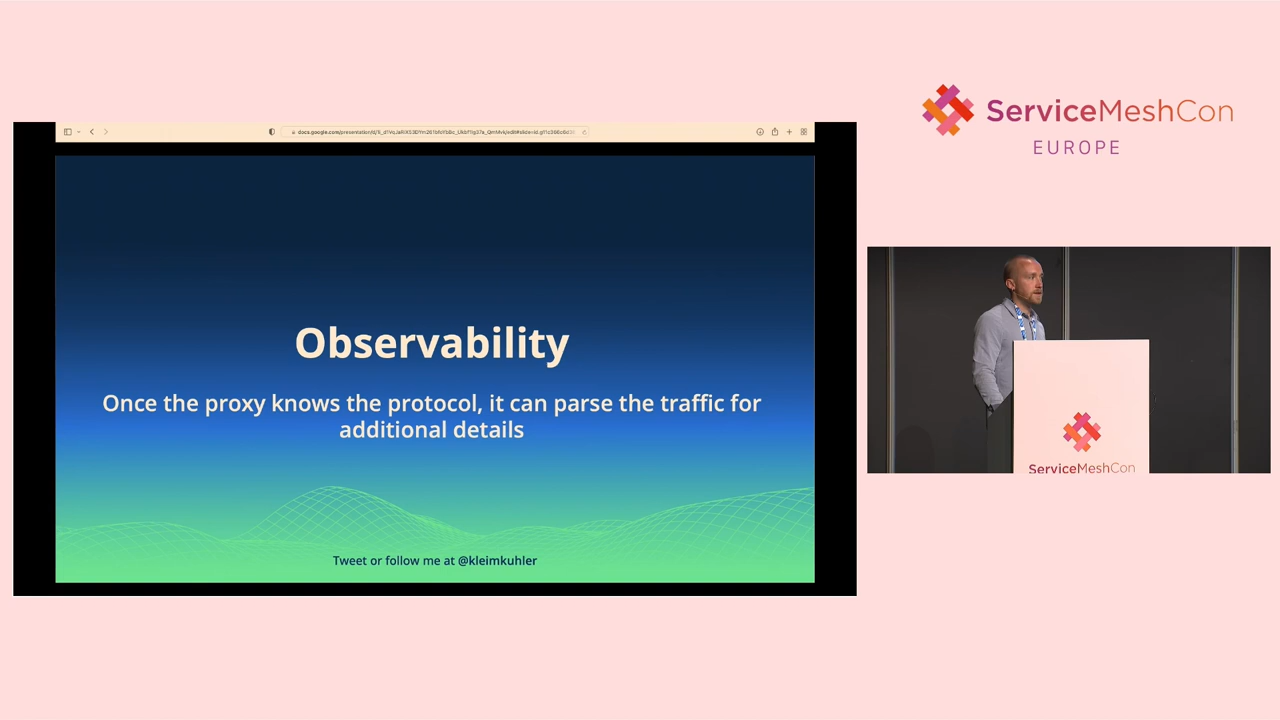 ServiceMeshCon
EUROPE
Observability
Once the proxy knows the protocol, it can parse the traffic for
additional details
Tweet or follow me at @kleimkuhler
ServiceMeshCon